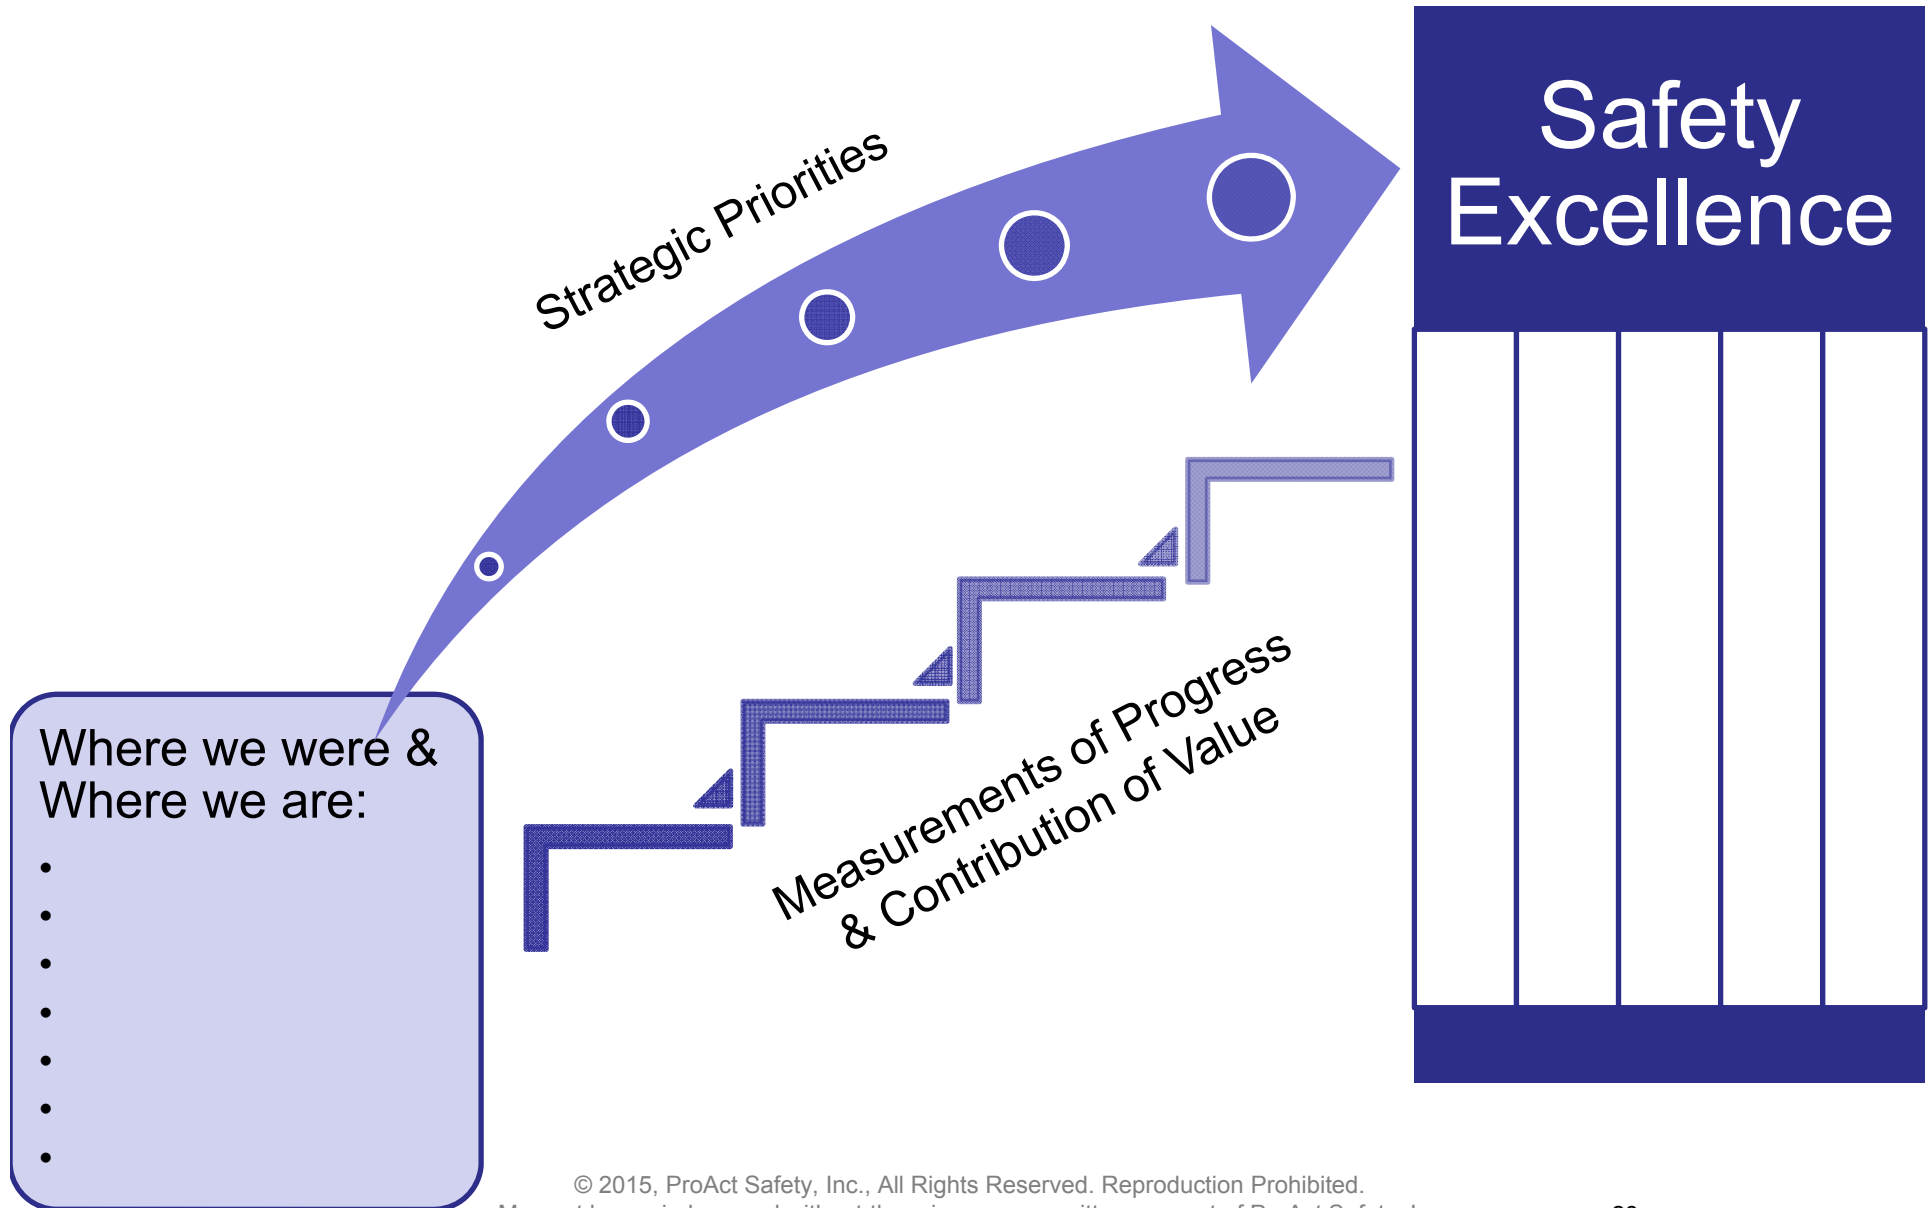 Safety
Excellence
Strategic Priorities
Measurements of Progress
& Contribution of Value
Where we were &
Where we are:
•
•
•
•
•
•
•
© 2015, ProAct Safety, Inc., All Rights Reserved. Reproduction Prohibited.